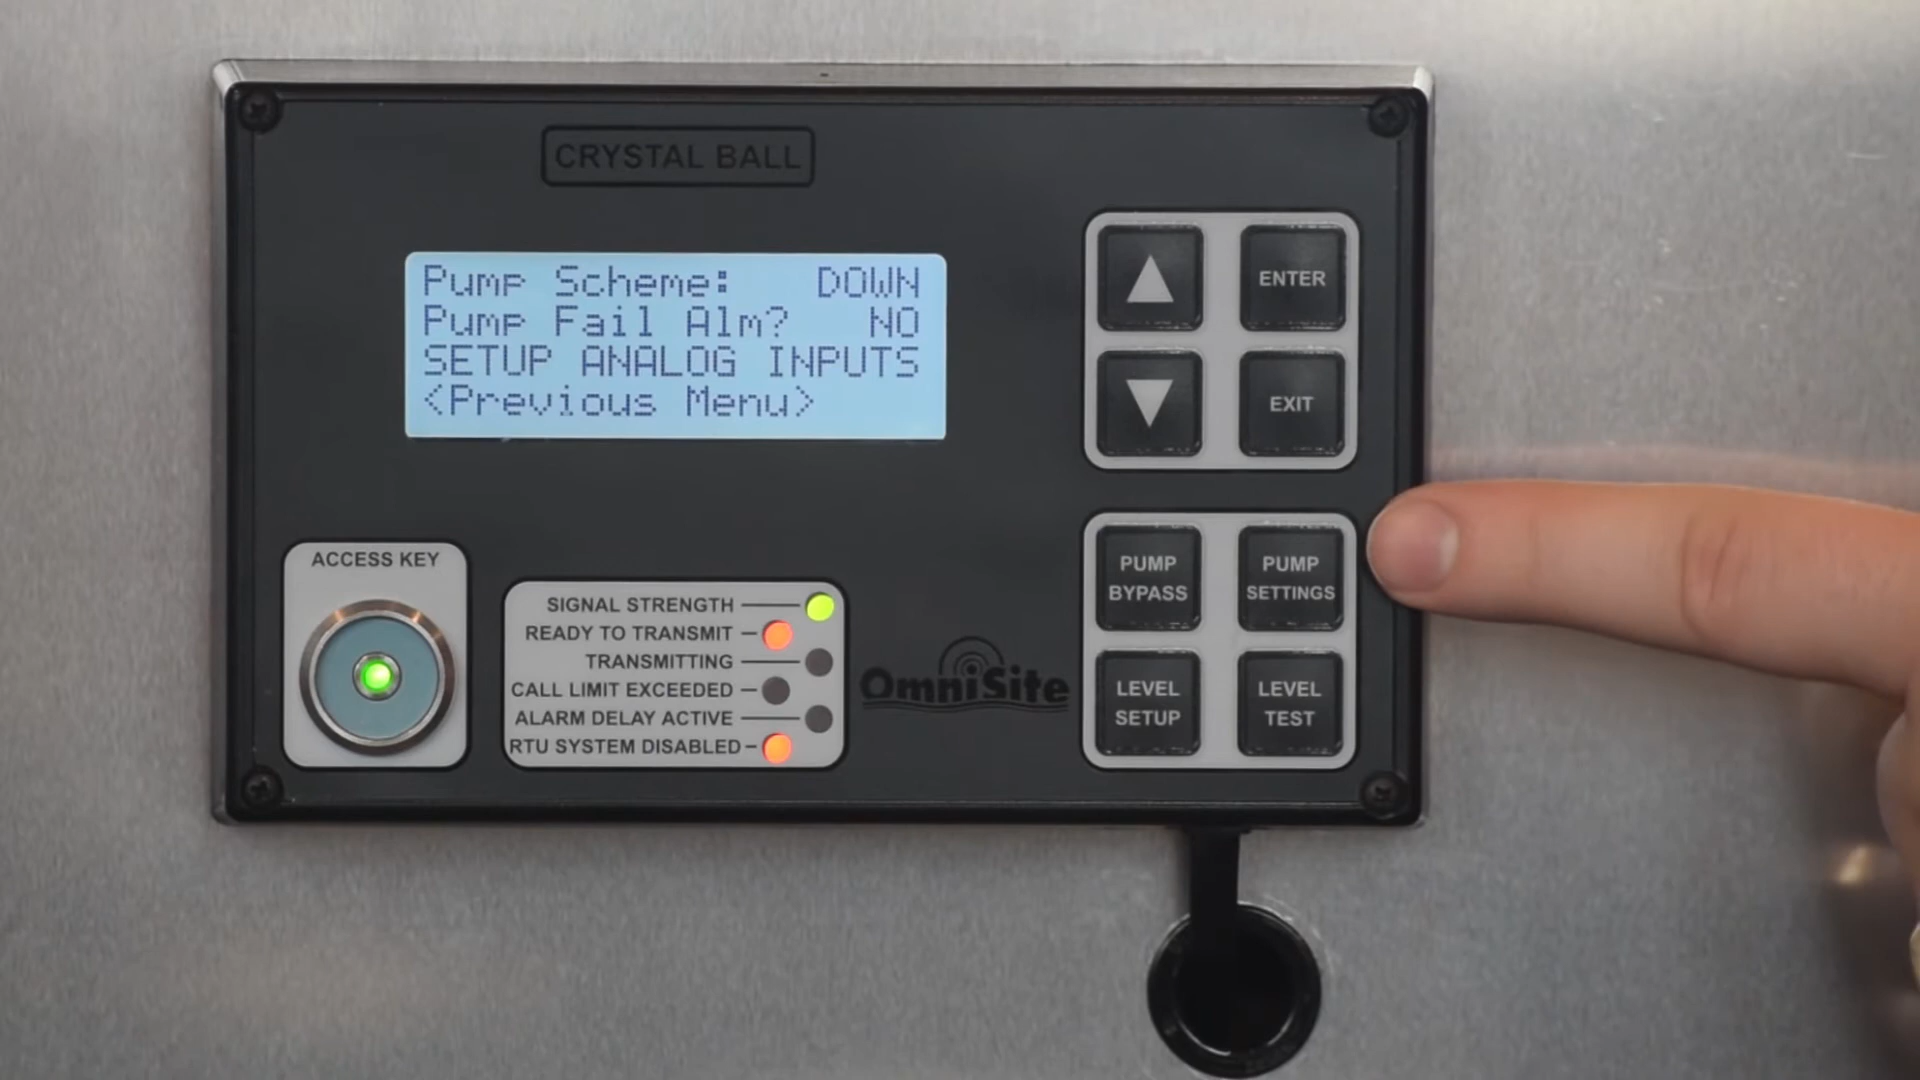 CRYSTAL BALL
Pump Scheme: DOWN
Pump Fail Alm? NO
SETUP ANALOG INPUTS
<Previous Menu>
ENTER
EXIT
ACCESS KEY
SIGNAL STRENGTH
READY TO TRANSMIT
TRANSMITTING
CALL LIMIT EXCEEDED
ALARM DELAY ACTIVE
RTU SYSTEM DISABLED
OmniSite
PUMP
BYPASS
PUMP
SETTINGS
LEVEL
SETUP
LEVEL
TEST